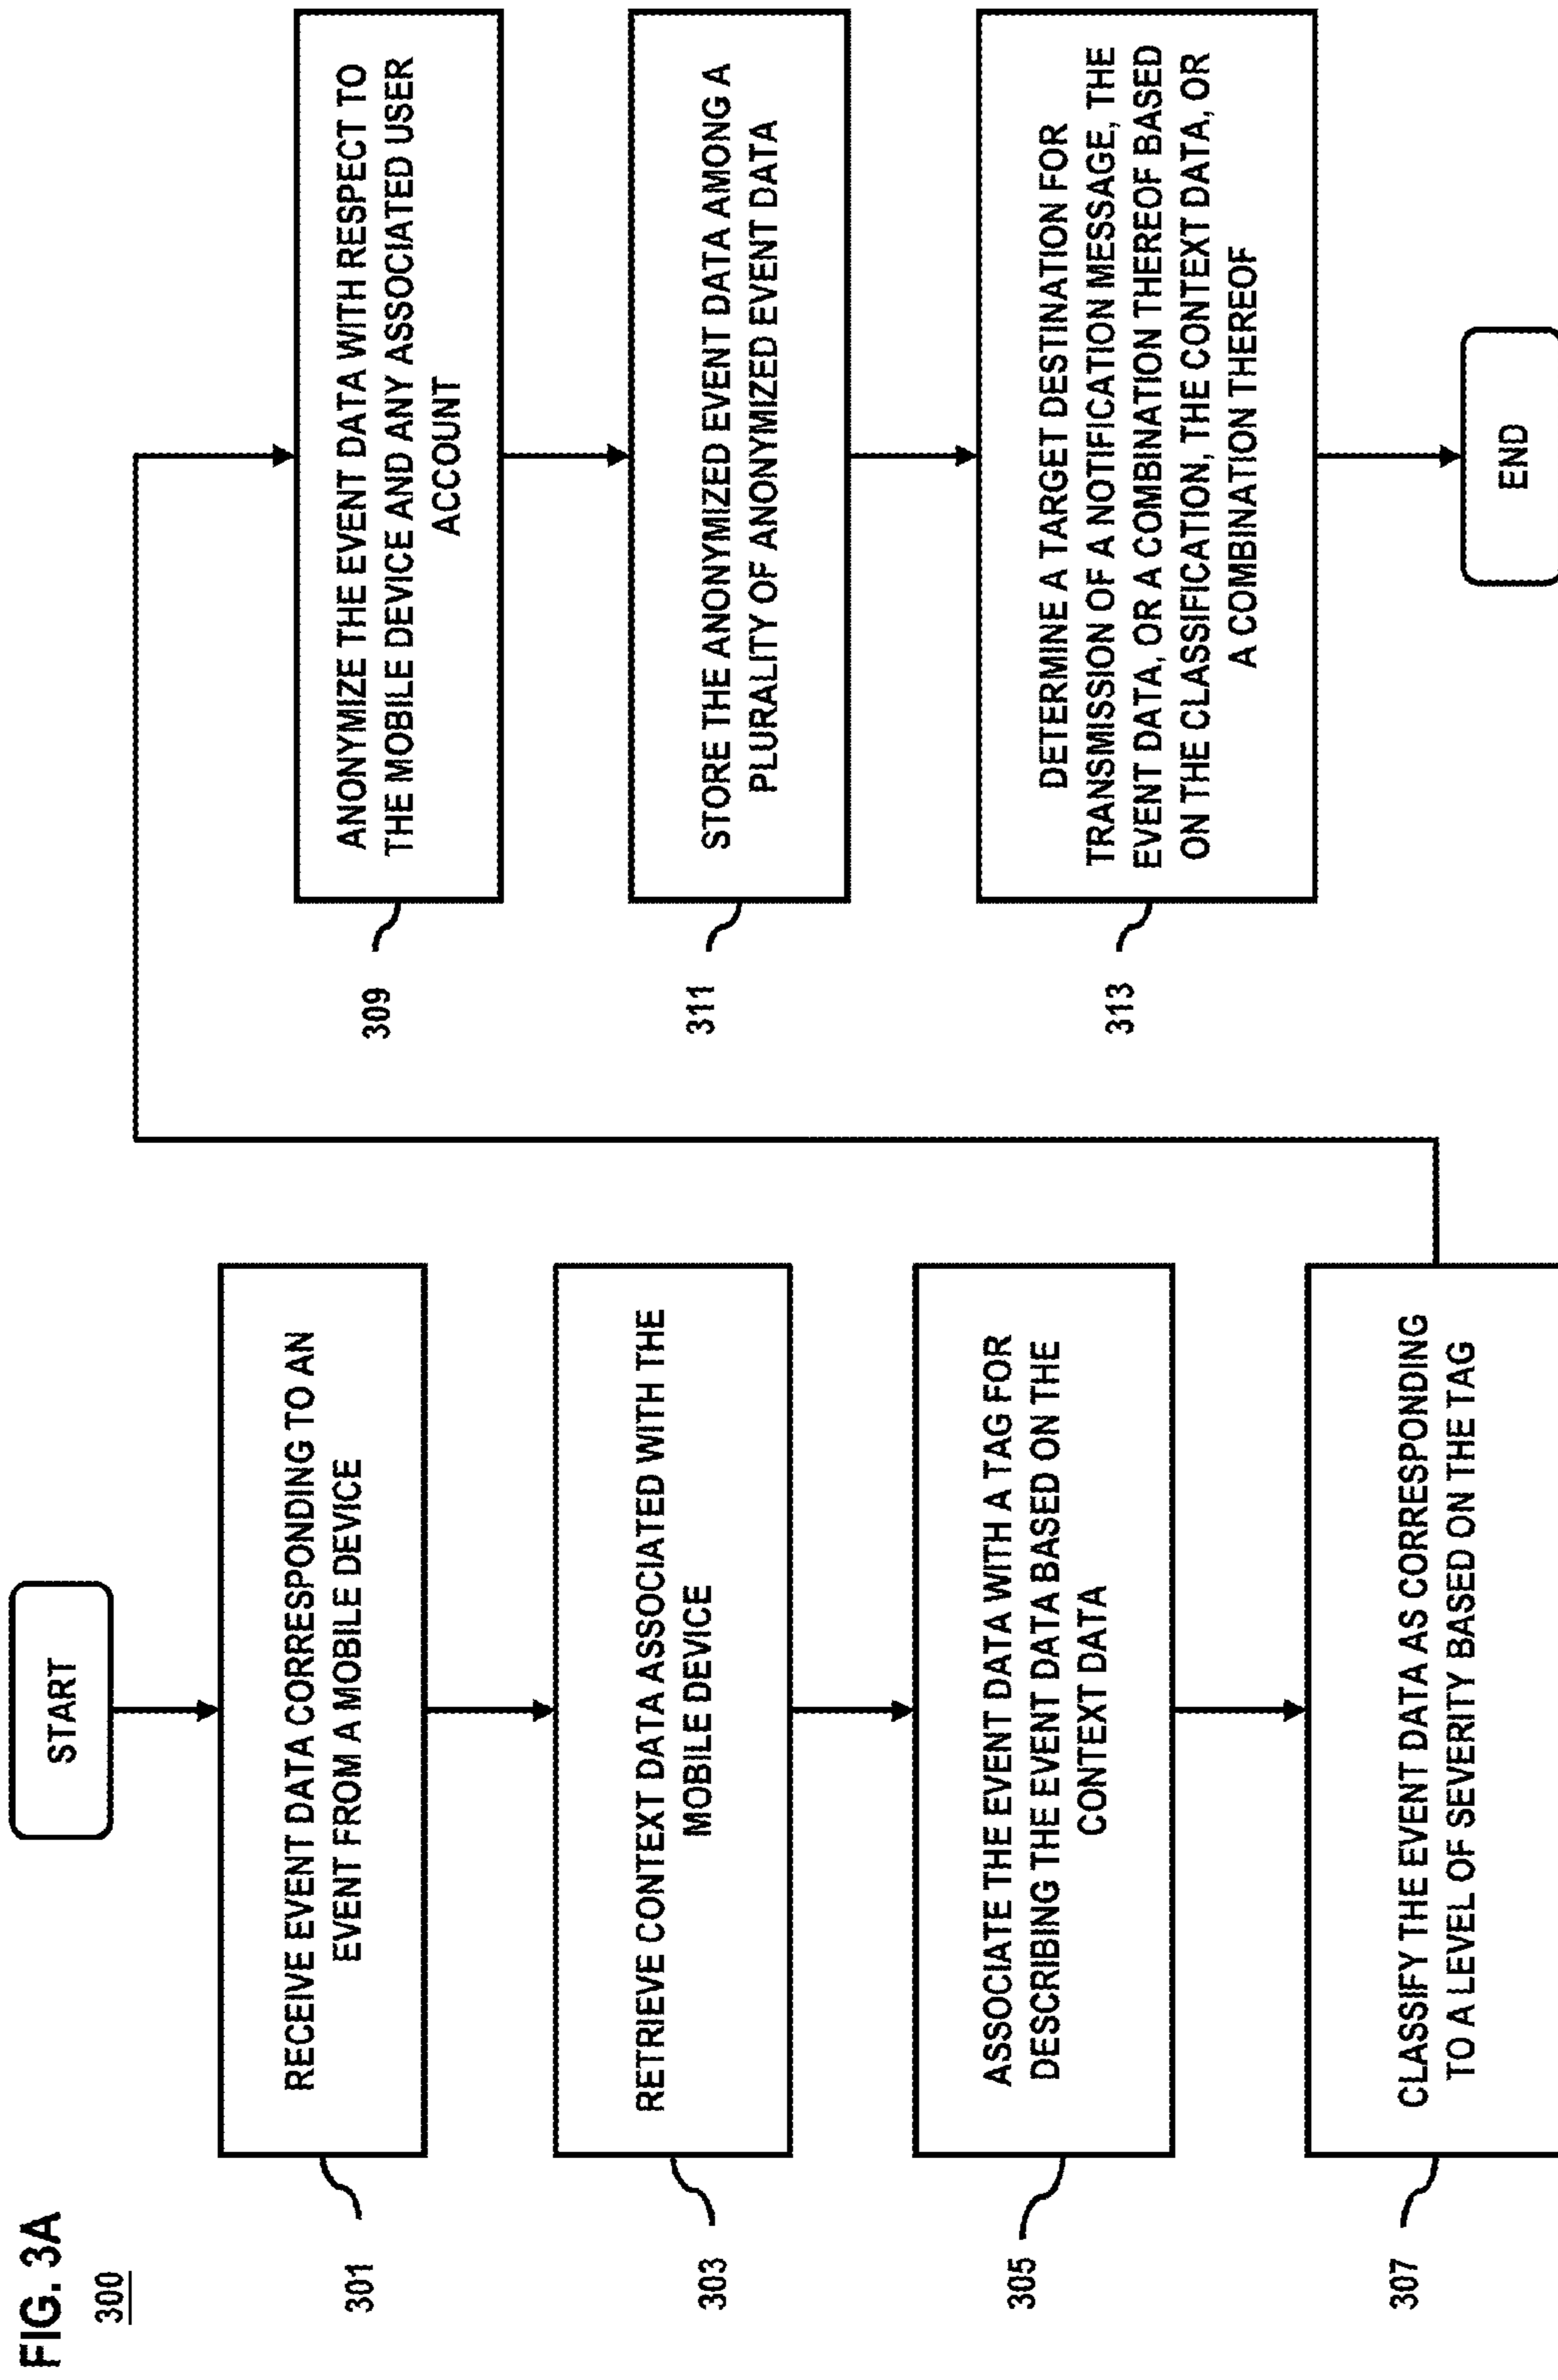 FIG. 3A
300
START
301
RECEIVE EVENT DATA CORRESPONDING TO AN
EVENT FROM A MOBILE DEVICE
303
RETRIEVE CONTEXT DATA ASSOCIATED WITH THE
MOBILE DEVICE
305
ASSOCIATE THE EVENT DATA WITH A TAG FOR
DESCRIBING THE EVENT DATA BASED ON THE
CONTEXT DATA
307
CLASSIFY THE EVENT DATA AS CORRESPONDING
TO A LEVEL OF SEVERITY BASED ON THE TAG
309
ANONYMIZE THE EVENT DATA WITH RESPECT TO
THE MOBILE DEVICE AND ANY ASSOCIATED USER
ACCOUNT
311
STORE THE ANONYMIZED EVENT DATA AMONG A
PLURALITY OF ANONYMIZED EVENT DATA
313
DETERMINE A TARGET DESTINATION FOR
TRANSMISSION OF A NOTIFICATION MESSAGE, THE
EVENT DATA, OR A COMBINATION THEREOF BASED
ON THE CLASSIFICATION, THE CONTEXT DATA, OR
A COMBINATION THEREOF
END